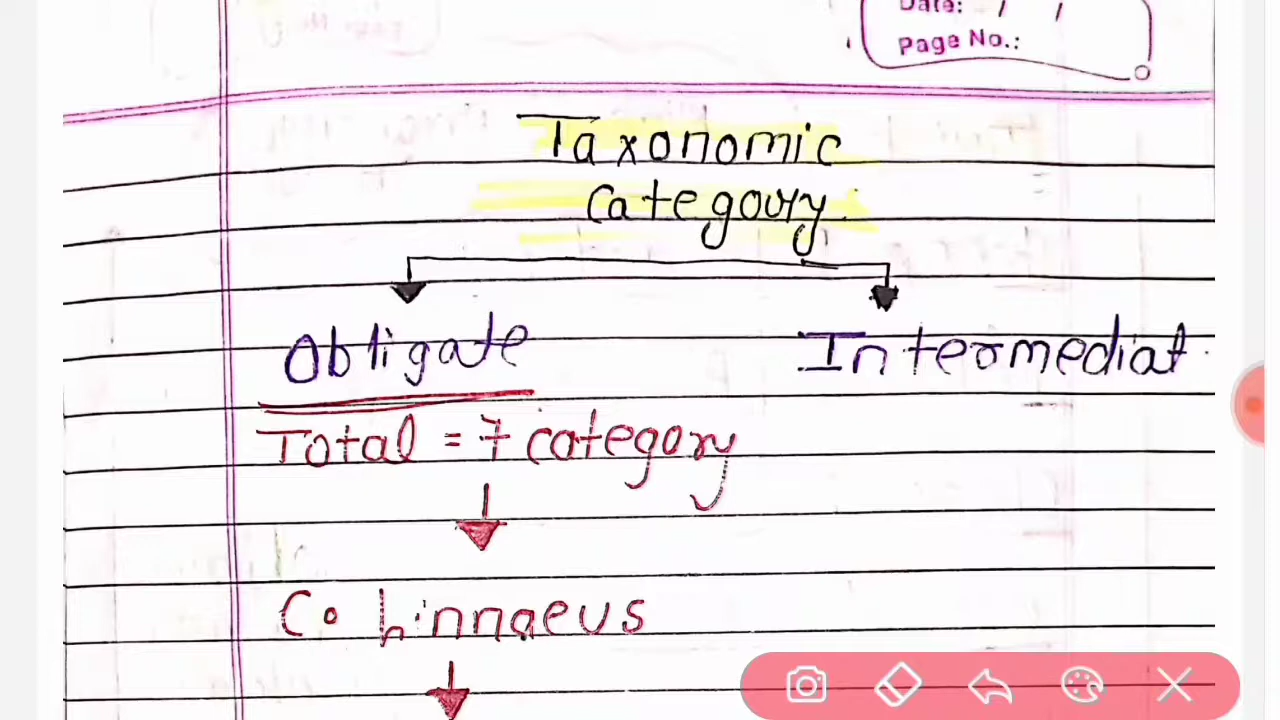 Date: / /
Page No.:
Taxonomic
Category
Obligate
Intermediat
Total = 7 category
C. Linnaeus